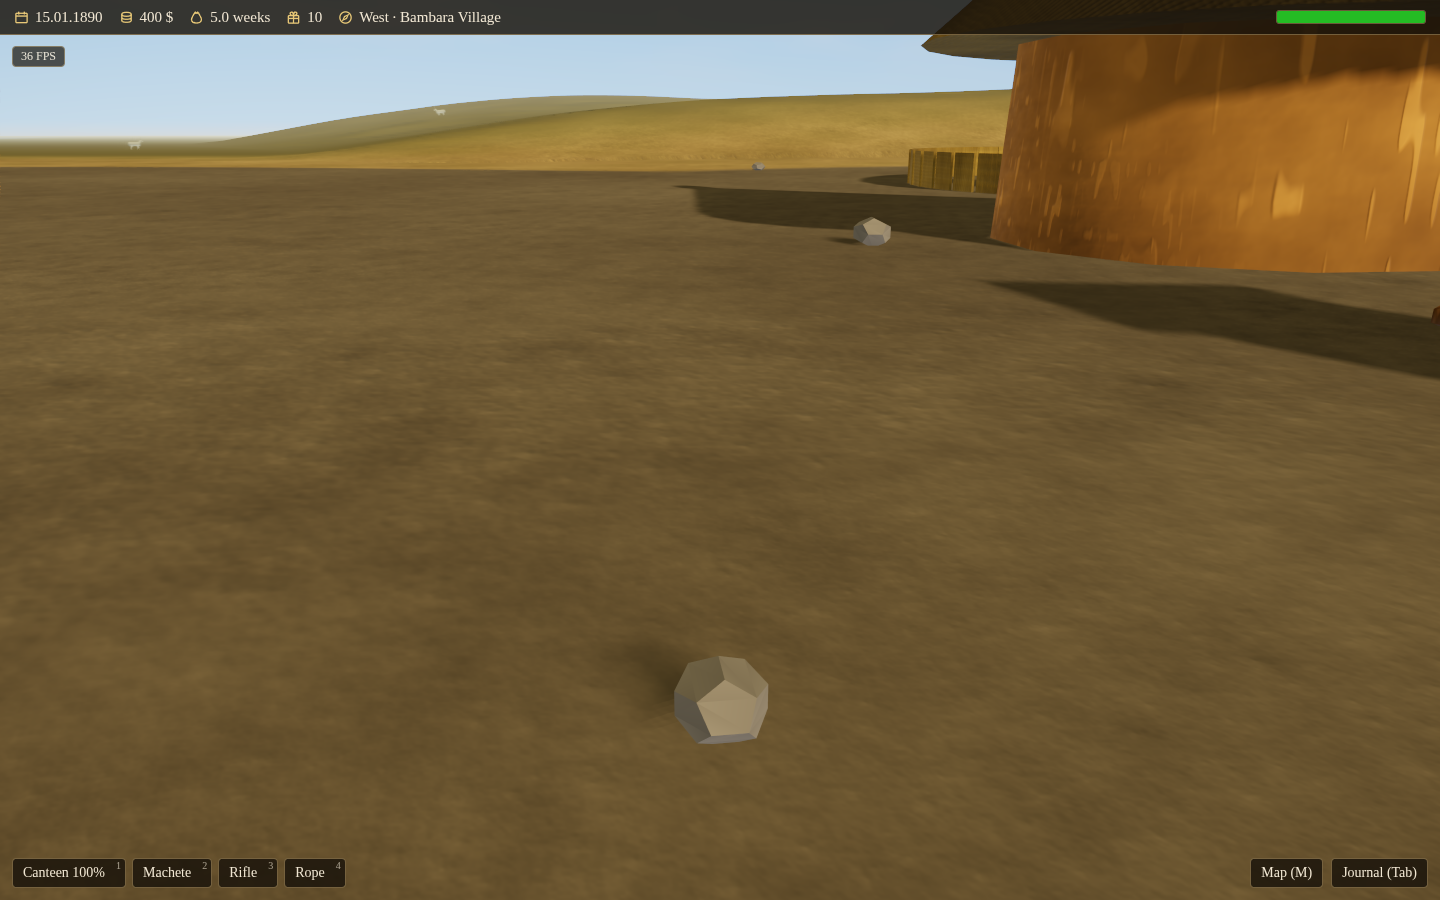 15.01.1890 400 $ 5.0 weeks 10 West · Bambara Village
36 FPS
Canteen 100% 1 Machete 2 Rifle 3 Rope 4 Map (M) Journal (Tab)